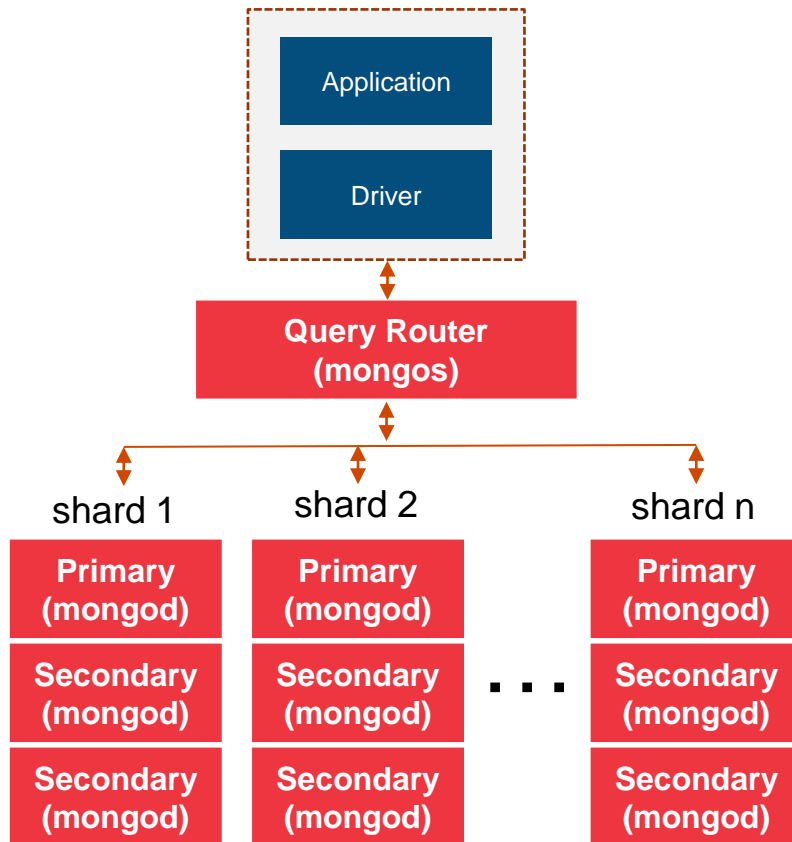 Application
Driver
Query Router
(mongos)
shard 1
shard 2
shard n
Primary
(mongod)
Primary
(mongod)
Primary
(mongod)
Secondary
(mongod)
Secondary
(mongod)
. . .
Secondary
(mongod)
Secondary
(mongod)
Secondary
(mongod)
Secondary
(mongod)